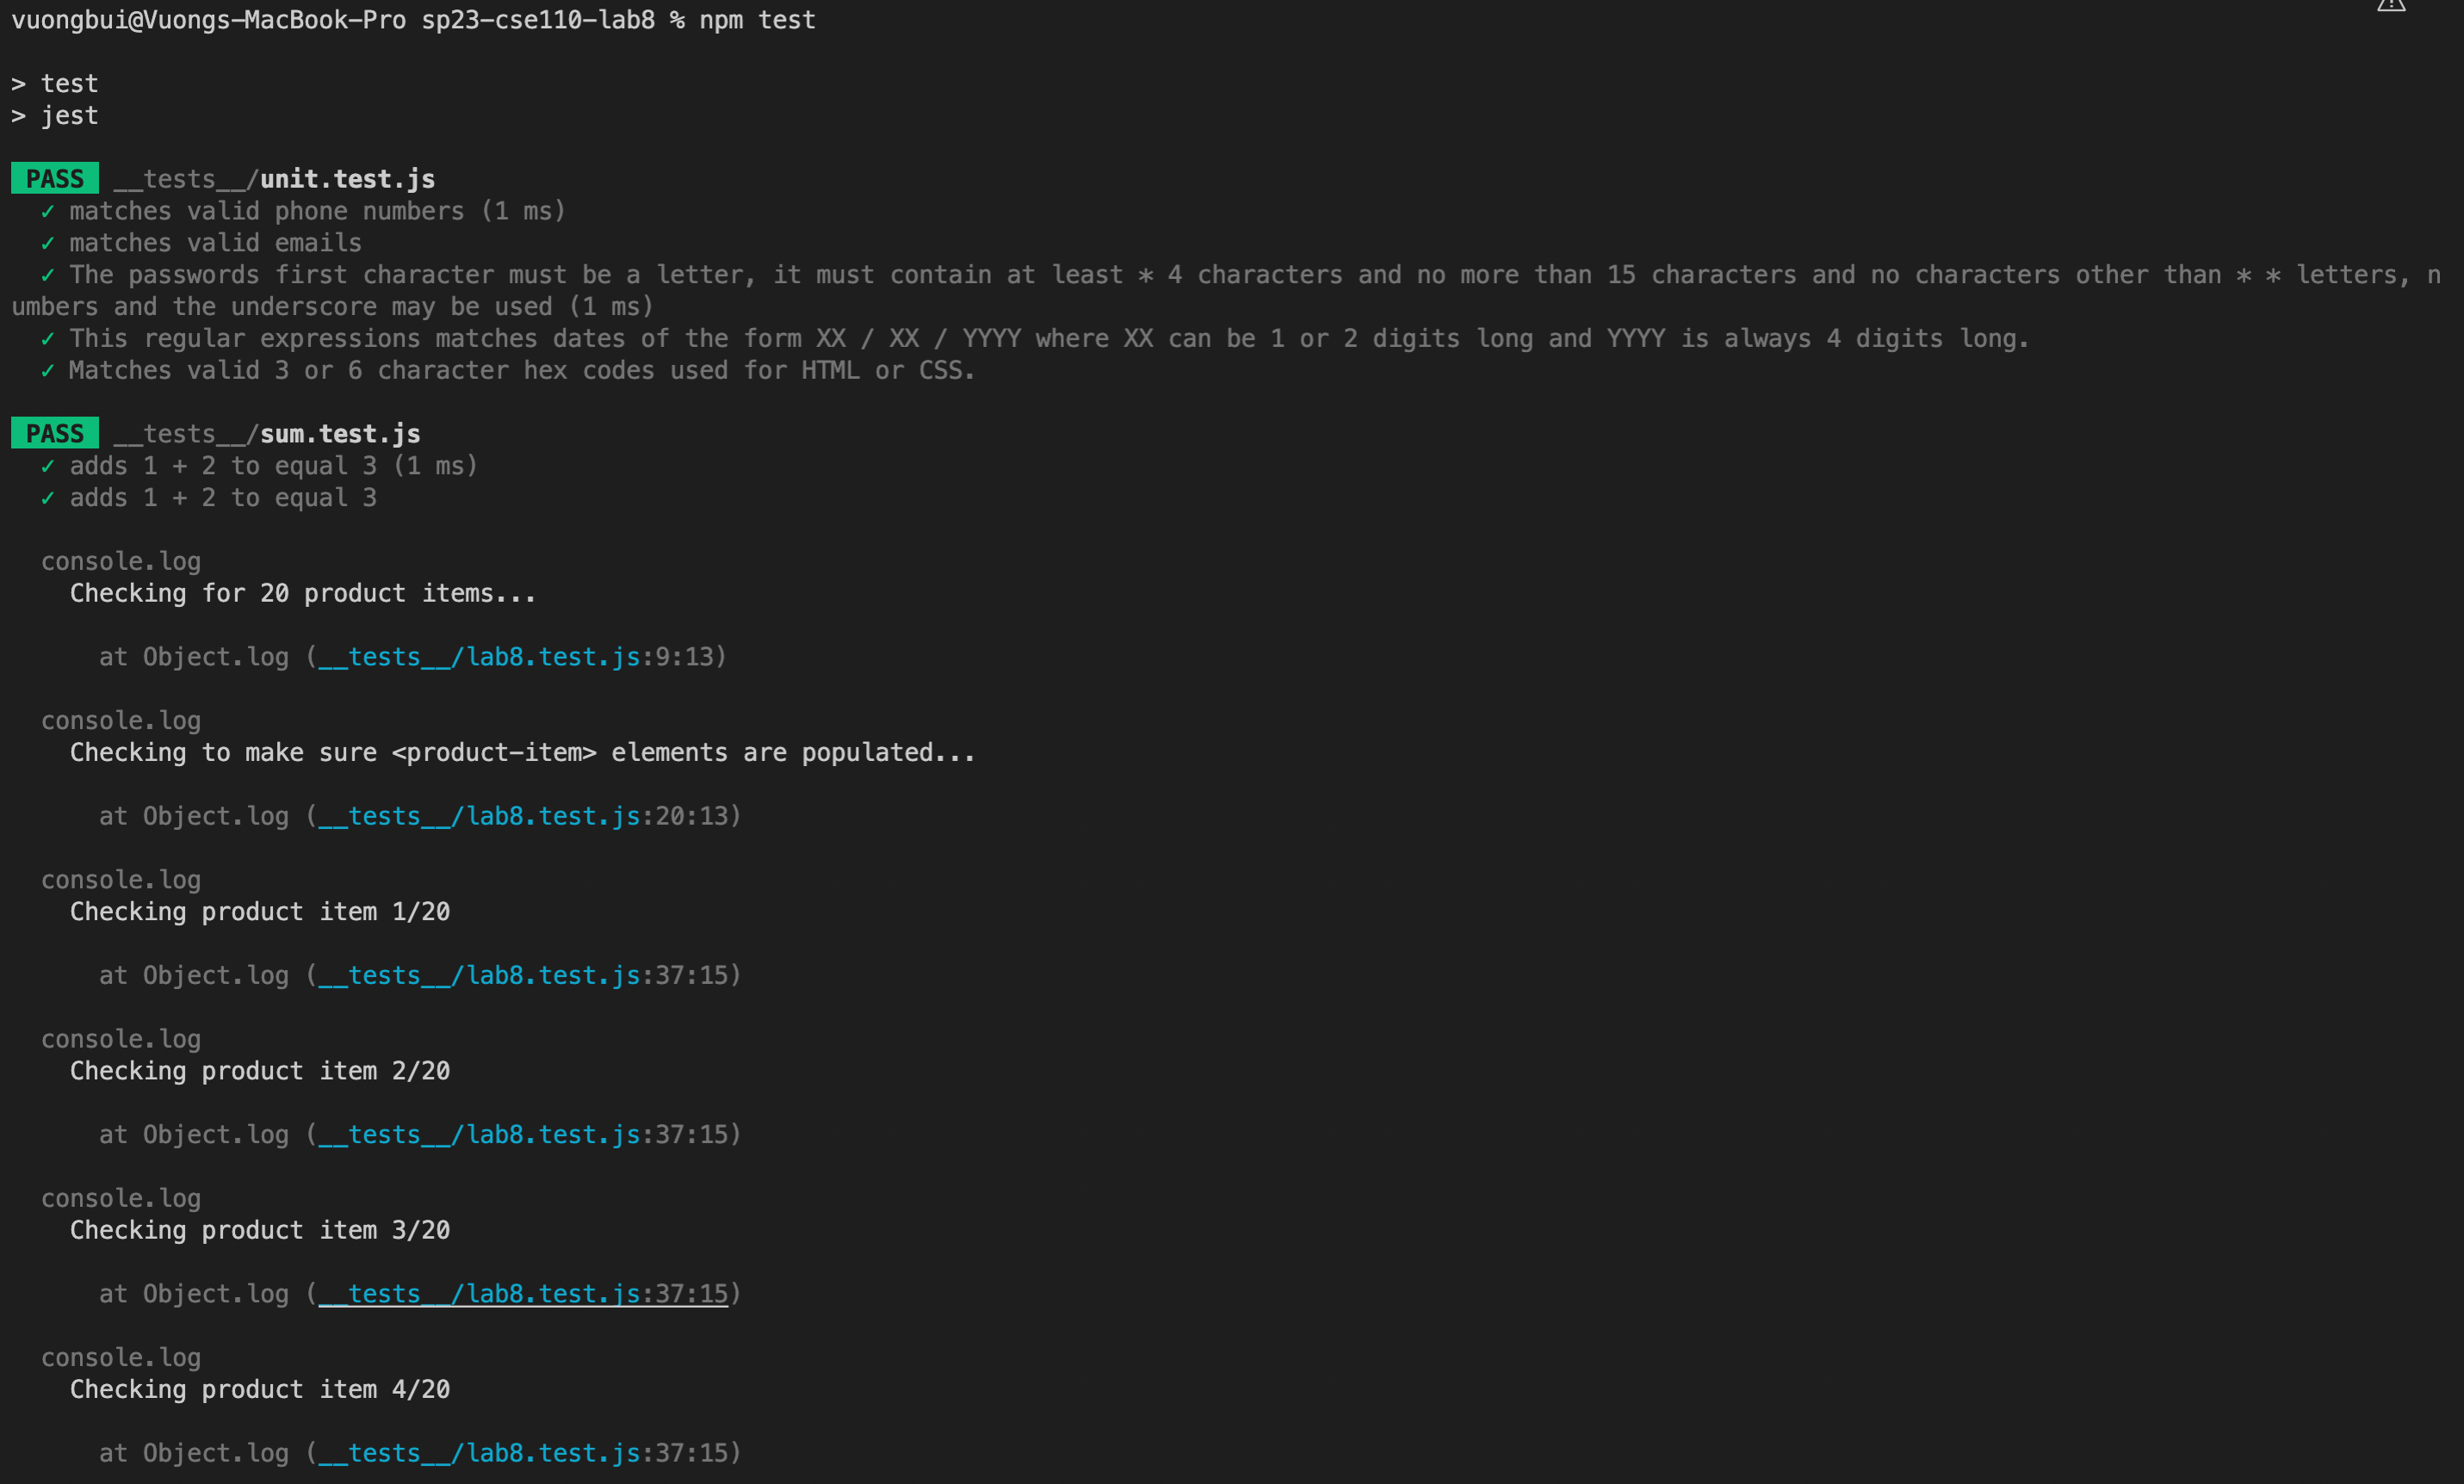 vuongbui@Vuongs-MacBook-Pro sp23-cse110-lab8 % npm test
> test
> jest
PASS __tests__/unit.test.js
✓ matches valid phone numbers (1 ms)
✓ matches valid emails
✓ The passwords first character must be a letter, it must contain at least * 4 characters and no more than 15 characters and no characters other than * * letters, n
umbers and the underscore may be used (1 ms)
✓ This regular expressions matches dates of the form XX / XX / YYYY where XX can be 1 or 2 digits long and YYYY is always 4 digits long.
✓ Matches valid 3 or 6 character hex codes used for HTML or CSS.
PASS __tests__/sum.test.js
✓ adds 1 + 2 to equal 3 (1 ms)
✓ adds 1 + 2 to equal 3
console.log
Checking for 20 product items...
at Object.log (__tests__/lab8.test.js:9:13)
console.log
Checking to make sure <product-item> elements are populated...
at Object.log (__tests__/lab8.test.js:20:13)
console.log
Checking product item 1/20
at Object.log (__tests__/lab8.test.js:37:15)
console.log
Checking product item 2/20
at Object.log (__tests__/lab8.test.js:37:15)
console.log
Checking product item 3/20
at Object.log (__tests__/lab8.test.js:37:15)
console.log
Checking product item 4/20
at Object.log (__tests__/lab8.test.js:37:15)